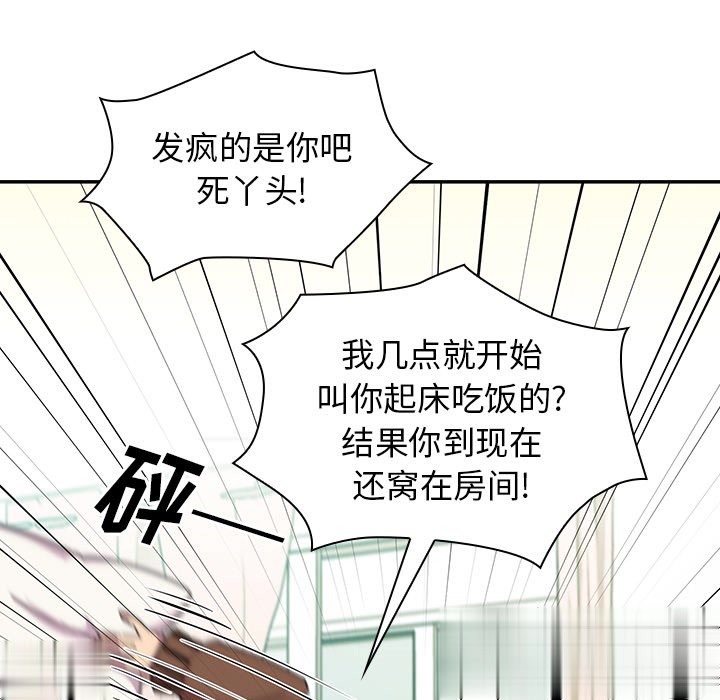 发疯的是你吧
死丫头!
我几点就开始
叫你起床吃饭的?
结果你到现在
还窝在房间!
砰—